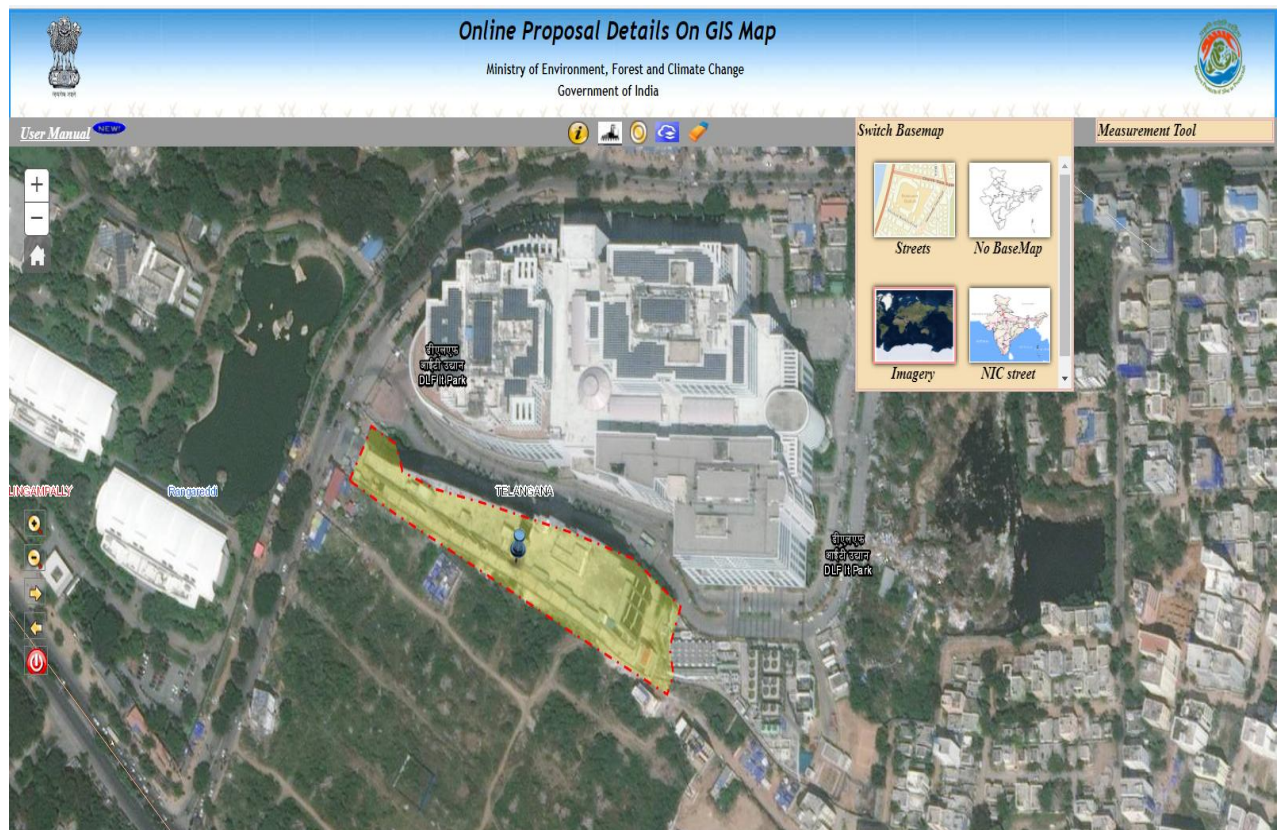 Online Proposal Details On GIS Map
Ministry of Environment, Forest and Climate Change
Government of India
User Manual
NEW!
Switch Basemap
Measurement Tool
Streets
No BaseMap
Imagery
NIC street
डीएलएफ
आईटी उद्यान
DLF It Park
LINGAMPALLY
Rangareddi
TELANGANA
डीएलएफ
आईटी उद्यान
DLF It Park